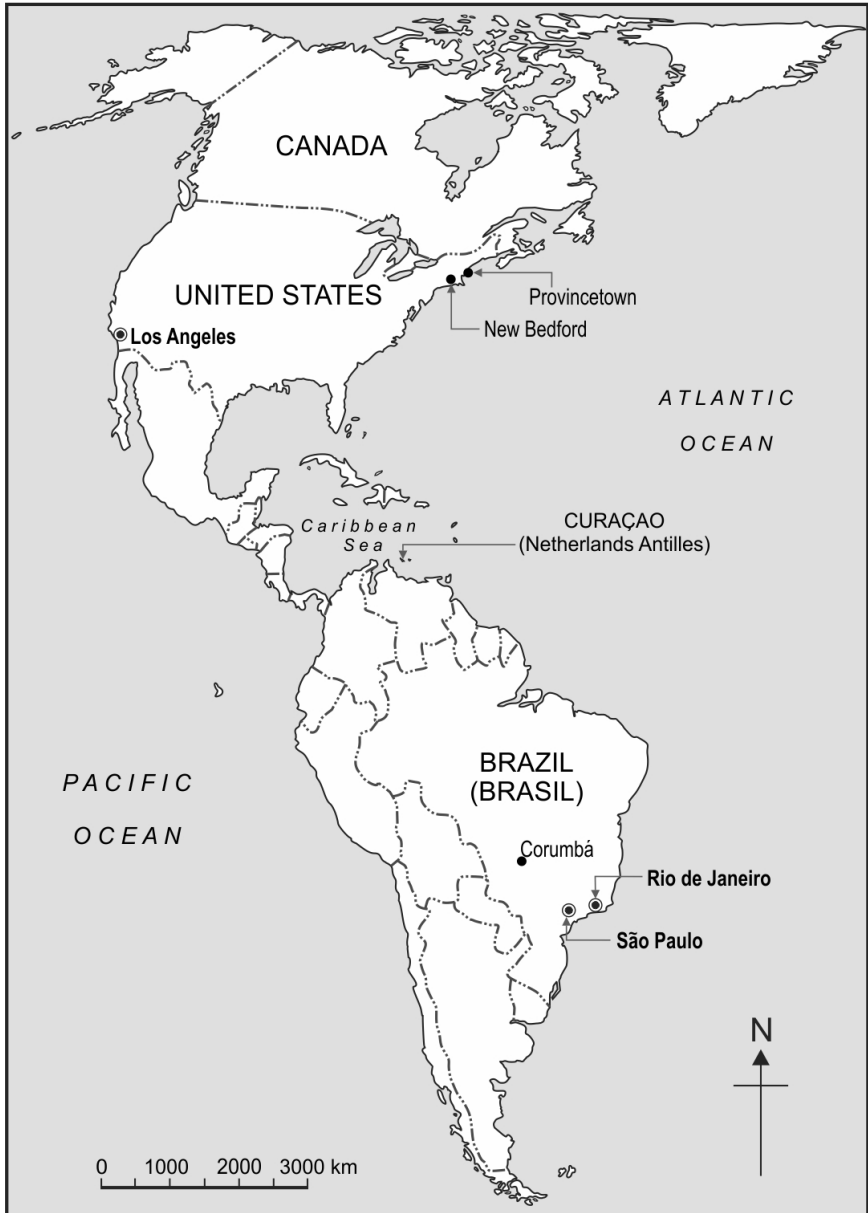 CANADA
UNITED STATES
Provincetown
New Bedford
Los Angeles
ATLANTIC
OCEAN
Caribbean
Sea
CURAÇAO
(Netherlands Antilles)
PACIFIC
OCEAN
BRAZIL
(BRASIL)
Corumbá
Rio de Janeiro
São Paulo
N
0 1000 2000 3000 km